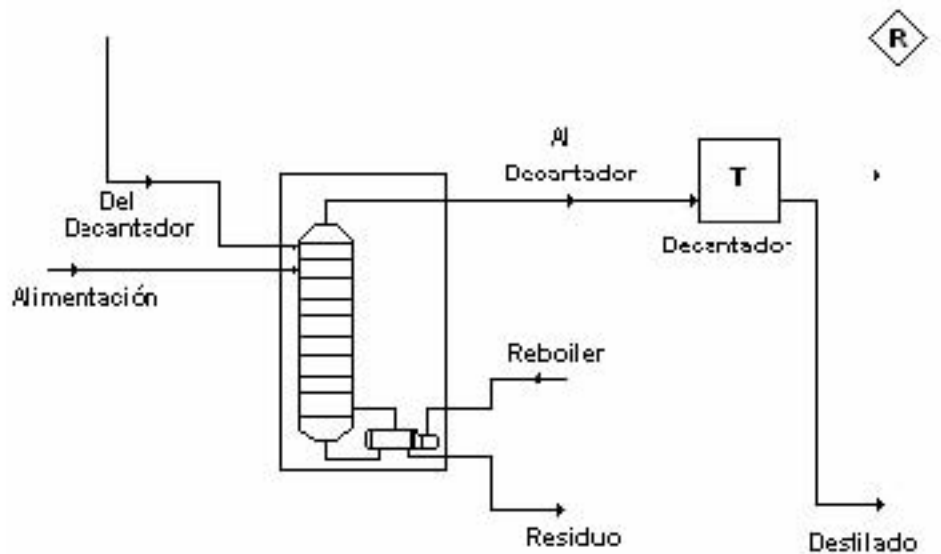 R
Al
Decantador
T
Del
Decantador
Decantador
Alimentación
Reboiler
Residuo
Destilado